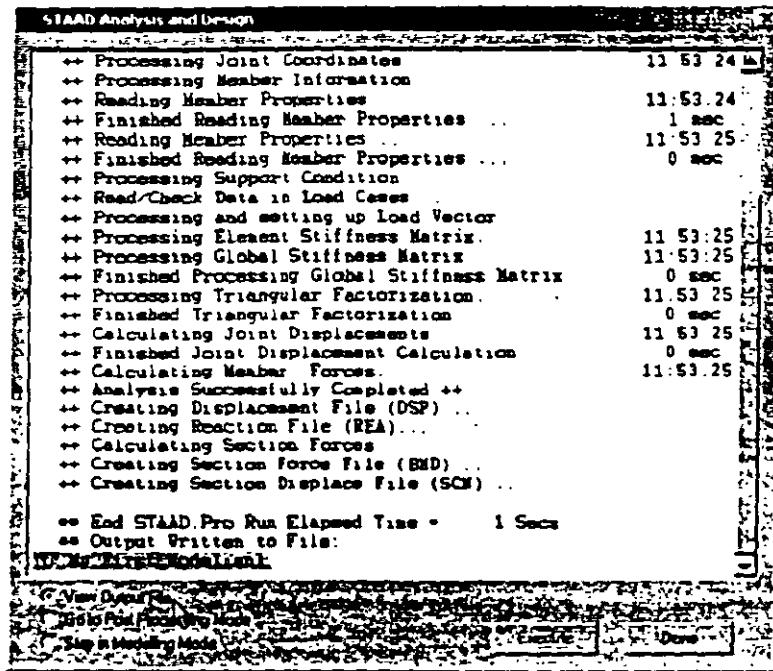 STAAD Analysis and Design
++ Processing Joint Coordinates 11 53 24
++ Processing Member Information
++ Reading Member Properties 11:53.24
++ Finished Reading Member Properties .. 1 sec
++ Reading Member Properties .. 11 53 25
++ Finished Reading Member Properties ... 0 sec
++ Processing Support Condition
++ Read/Check Data in Load Cases
++ Processing and setting up Load Vector
++ Processing Element Stiffness Matrix. 11 53:25
++ Processing Global Stiffness Matrix 11:53:25
++ Finished Processing Global Stiffness Matrix 0 sec
++ Processing Triangular Factorization. 11.53 25
++ Finished Triangular Factorization 0 sec
++ Calculating Joint Displacements 11 53 25
++ Finished Joint Displacement Calculation 0 sec
++ Calculating Member Forces. 11:53.25
++ Analysis Successfully Completed ++
++ Creating Displacement File (DSP) ..
++ Creating Reaction File (REA)...
++ Calculating Section Forces
++ Creating Section Force File (BMD) ..
++ Creating Section Displace File (SCN) ..
** End STAAD.Pro Run Elapsed Time = 1 Secs
** Output Written to File:
My First Model.anl
View Output File
Go to Post Processing Mode
Stay in Modeling Mode
Done